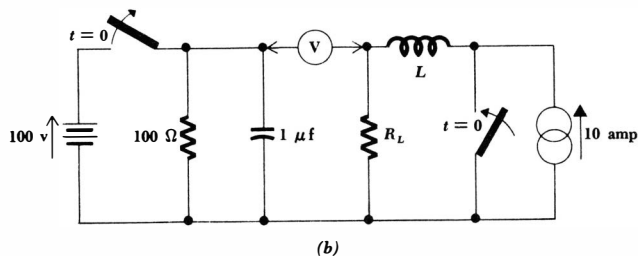 t = 0
V
L
100 v
100 Ω
1 μf
R_L
t = 0
10 amp
(b)